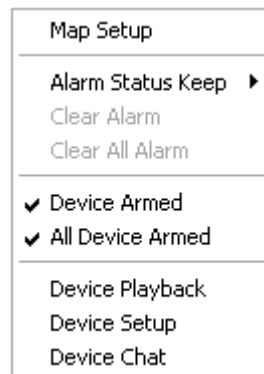 Map Setup
Alarm Status Keep
Clear Alarm
Clear All Alarm
Device Armed
All Device Armed
Device Playback
Device Setup
Device Chat